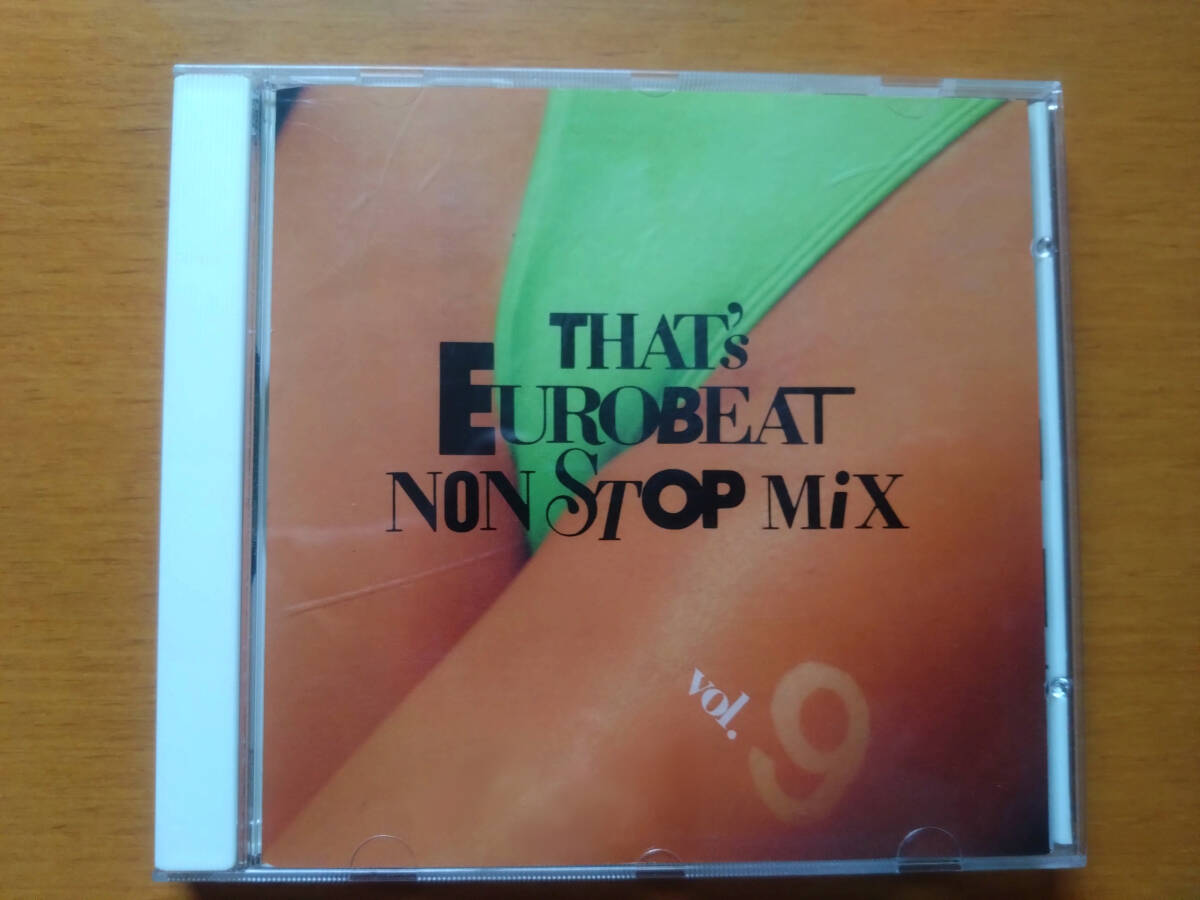 THAT's
EUROBEAT
NON STOP MiX
vol. 9